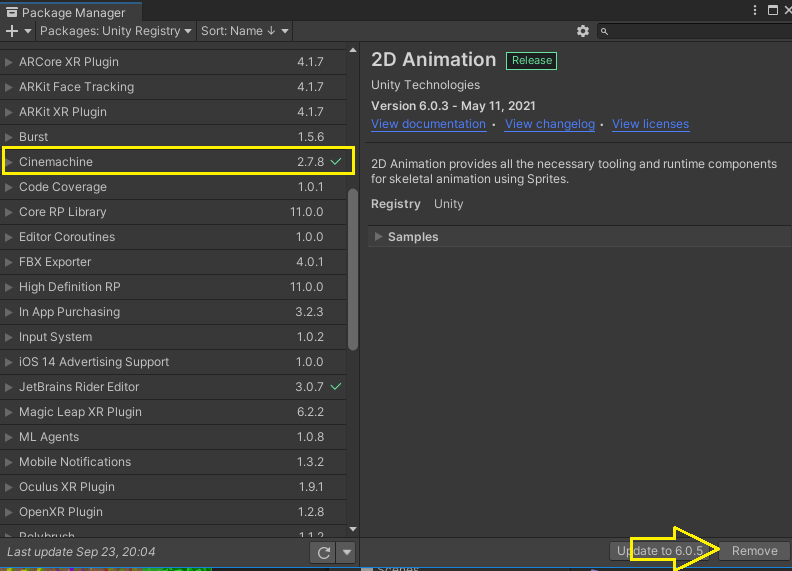 Package Manager
Packages: Unity Registry Sort: Name ↓
ARCore XR Plugin 4.1.7
ARKit Face Tracking 4.1.7
ARKit XR Plugin 4.1.7
Burst 1.5.6
Cinemachine 2.7.8
Code Coverage 1.0.1
Core RP Library 11.0.0
Editor Coroutines 1.0.0
FBX Exporter 4.0.1
High Definition RP 11.0.0
In App Purchasing 3.2.3
Input System 1.0.2
iOS 14 Advertising Support 1.0.0
JetBrains Rider Editor 3.0.7
Magic Leap XR Plugin 6.2.2
ML Agents 1.0.8
Mobile Notifications 1.3.2
Oculus XR Plugin 1.9.1
OpenXR Plugin 1.2.8
Polybrush 1.1.2
Last update Sep 23, 20:04
2D Animation Release
Unity Technologies
Version 6.0.3 - May 11, 2021
View documentation • View changelog • View licenses
2D Animation provides all the necessary tooling and runtime components
for skeletal animation using Sprites.
Registry Unity
Samples
Update to 6.0.5 Remove
Scenes